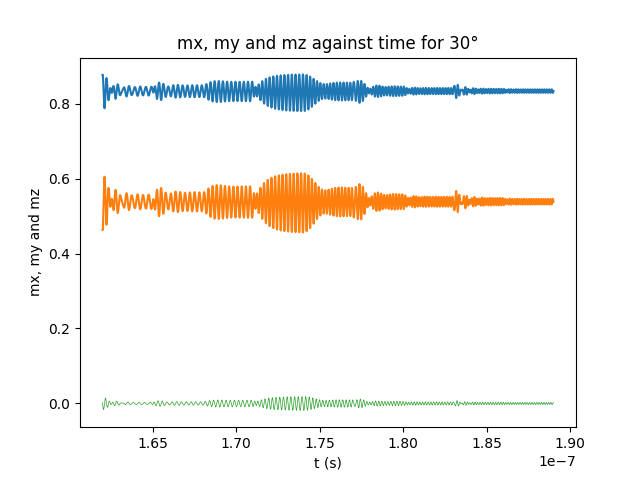 mx, my and mz against time for 30°
mx, my and mz
0.8
0.6
0.4
0.2
0.0
1.65 1.70 1.75 1.80 1.85 1.90
1e−7
t (s)